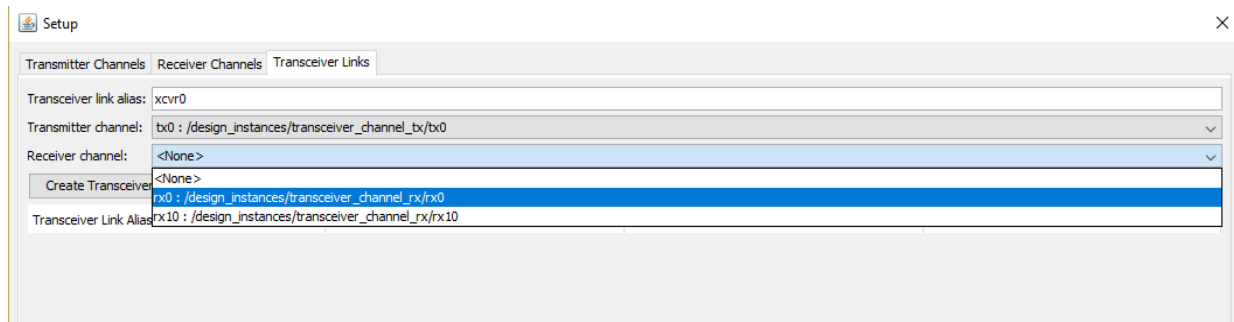 Setup
Transmitter Channels Receiver Channels Transceiver Links
Transceiver link alias: xcvr0
Transmitter channel: tx0 : /design_instances/transceiver_channel_tx/tx0
Receiver channel: <None>
<None>
Create Transceiver
rx0 : /design_instances/transceiver_channel_rx/rx0
Transceiver Link Alias
rx10 : /design_instances/transceiver_channel_rx/rx10